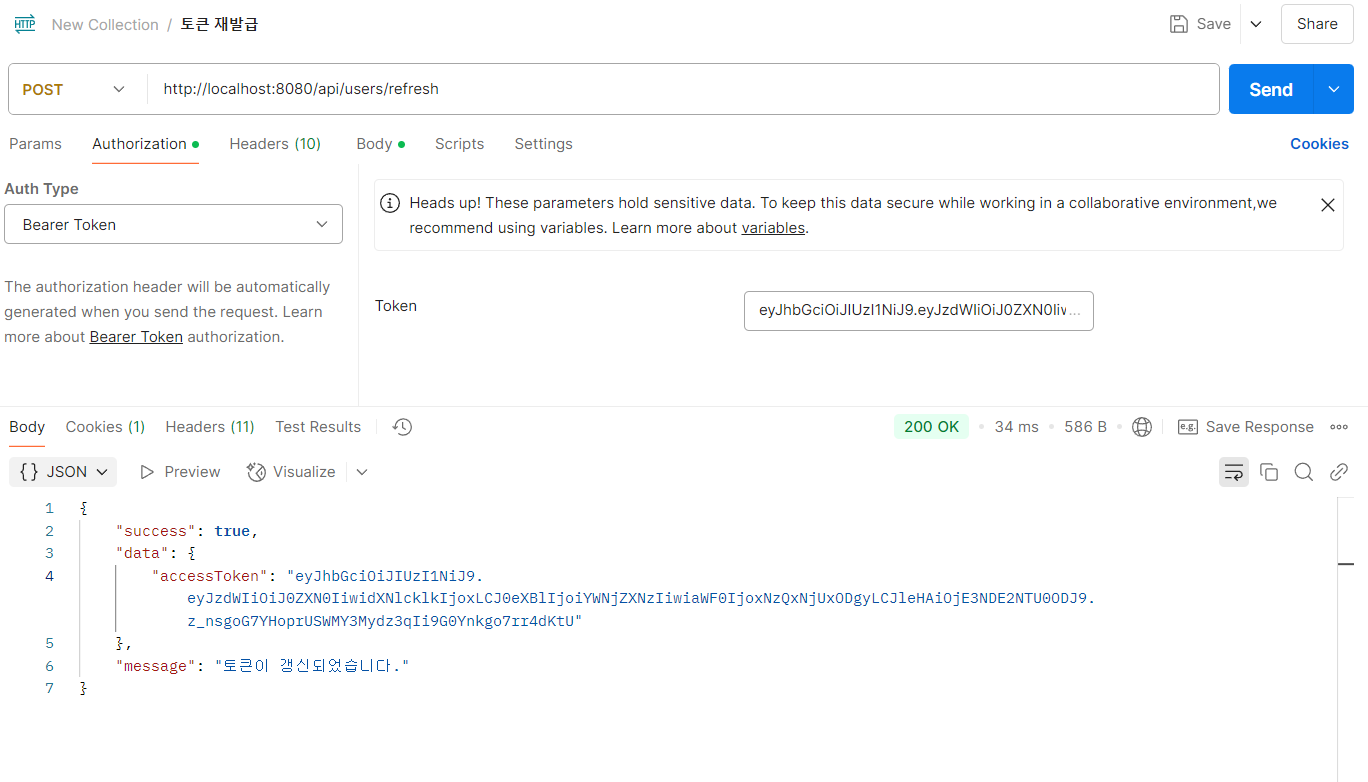 HTTP New Collection / 토큰 재발급 Save Share
POST http://localhost:8080/api/users/refresh Send
Params Authorization Headers (10) Body Scripts Settings Cookies
Auth Type
Bearer Token
The authorization header will be automatically
generated when you send the request. Learn
more about Bearer Token authorization.
Heads up! These parameters hold sensitive data. To keep this data secure while working in a collaborative environment,we
recommend using variables. Learn more about variables.
Token eyJhbGciOiJIUzI1NiJ9.eyJzdWIiOiJ0ZXN0Iiw...
Body Cookies (1) Headers (11) Test Results 200 OK 34 ms 586 B e.g. Save Response
{} JSON Preview Visualize
1 {
2 "success": true,
3 "data": {
4 "accessToken": "eyJhbGciOiJIUzI1NiJ9.
eyJzdWIiOiJ0ZXN0IiwidXNlcklkIjoxLCJ0eXBlIjoiYWNjZXNzIiwiaWF0IjoxNzQxNjUxODgyLCJleHAiOjE3NDE2NTU0ODJ9.
z_nsgoG7YHoprUSWMY3Mydz3qIi9G0Ynkgo7rr4dKtU"
5 },
6 "message": "토큰이 갱신되었습니다."
7 }